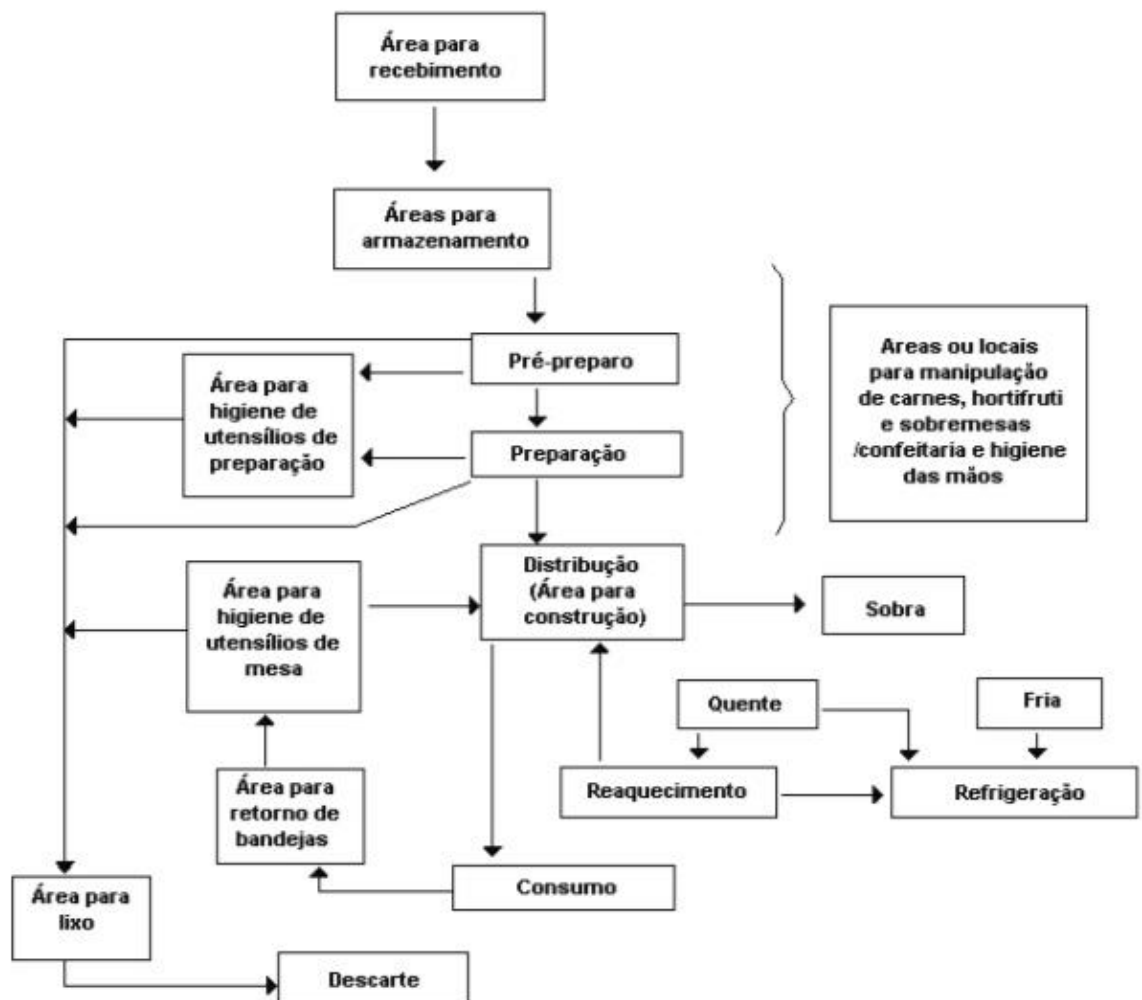 Área para
recebimento
Áreas para
armazenamento
Pré-preparo
Área para
higiene de
utensílios de
preparação
Preparação
Areas ou locais
para manipulação
de carnes, hortifruti
e sobremesas
/confeitaria e higiene
das mãos
Distribução
(Área para
construção)
Sobra
Área para
higiene de
utensílios de
mesa
Quente
Fria
Reaquecimento
Refrigeração
Área para
retorno de
bandejas
Consumo
Área para
lixo
Descarte